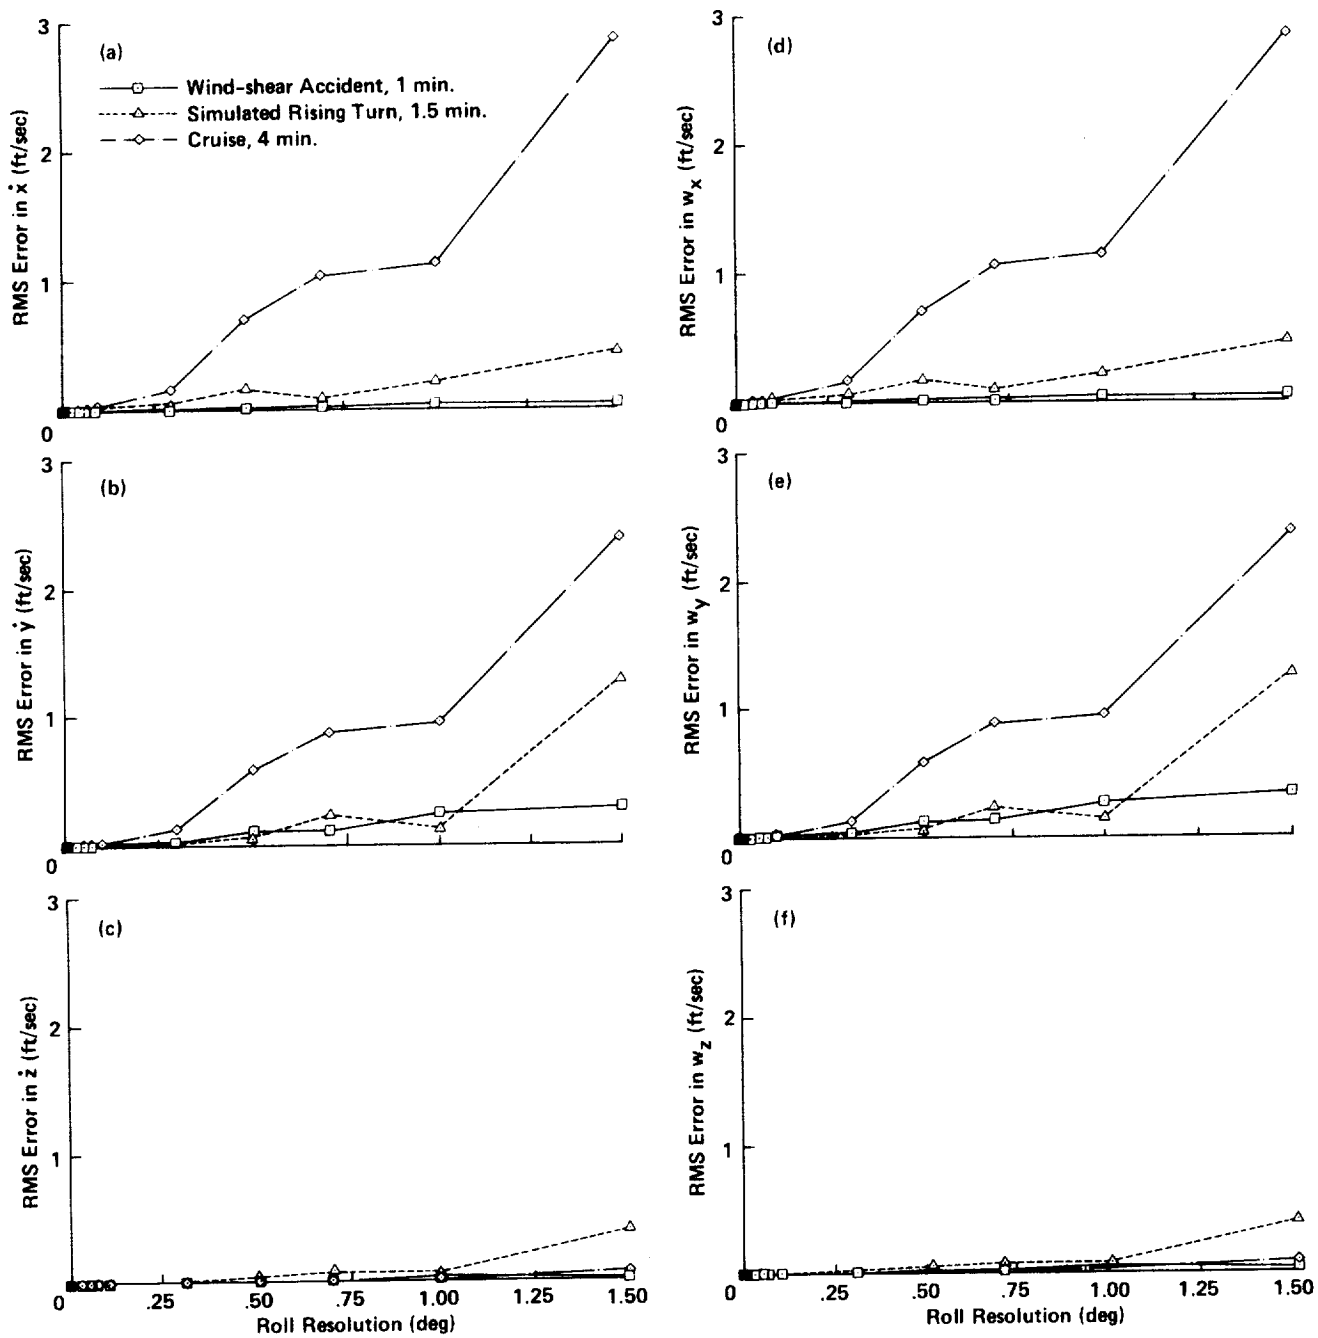 3
(a)
Wind-shear Accident, 1 min.
Simulated Rising Turn, 1.5 min.
Cruise, 4 min.
2
1
0
RMS Error in ẋ (ft/sec)
3
(d)
2
1
0
RMS Error in w_x (ft/sec)
3
(b)
2
1
0
RMS Error in ẏ (ft/sec)
3
(e)
2
1
0
RMS Error in w_y (ft/sec)
3
(c)
2
1
0 .25 .50 .75 1.00 1.25 1.50
RMS Error in ż (ft/sec)
Roll Resolution (deg)
3
(f)
2
1
0 .25 .50 .75 1.00 1.25 1.50
RMS Error in w_z (ft/sec)
Roll Resolution (deg)